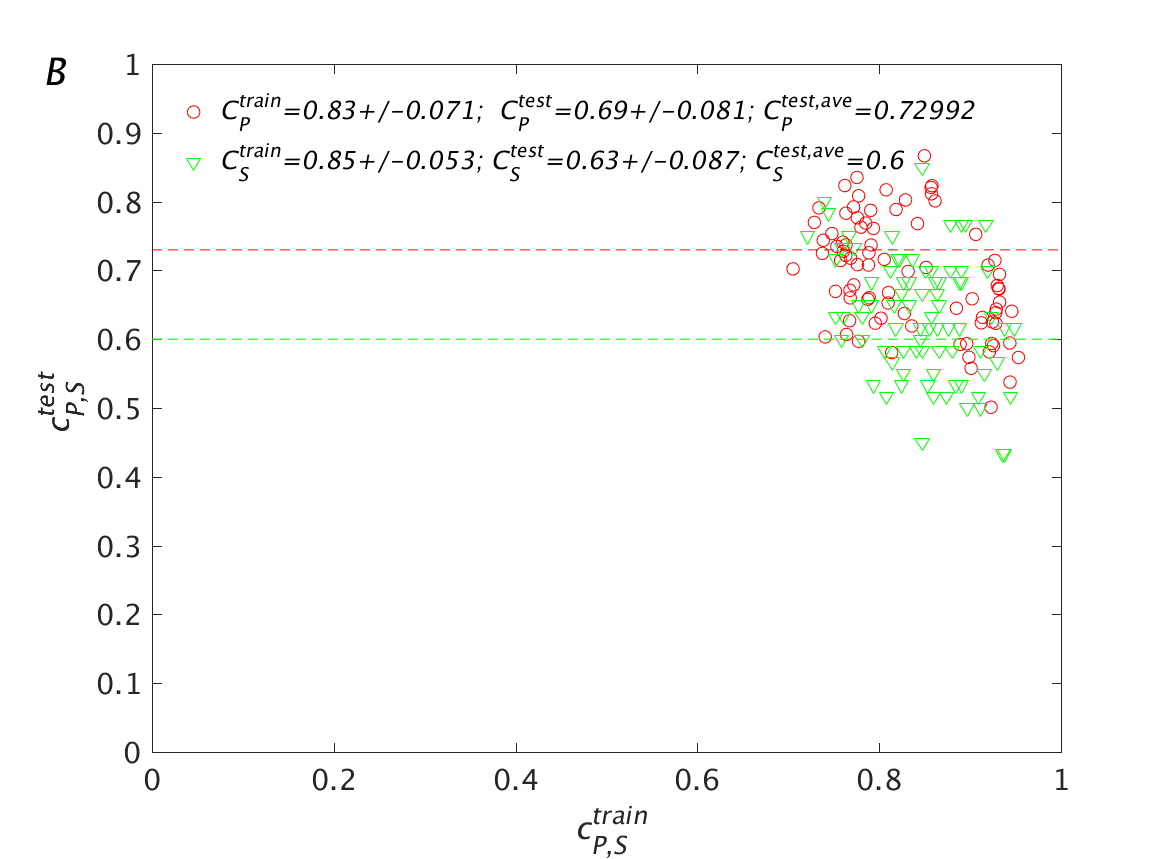 B
C_P^train=0.83+/-0.071; C_P^test=0.69+/-0.081; C_P^test,ave=0.72992
C_S^train=0.85+/-0.053; C_S^test=0.63+/-0.087; C_S^test,ave=0.6
1
0.9
0.8
0.7
0.6
0.5
0.4
0.3
0.2
0.1
0
c_P,S^test
0 0.2 0.4 0.6 0.8 1
c_P,S^train